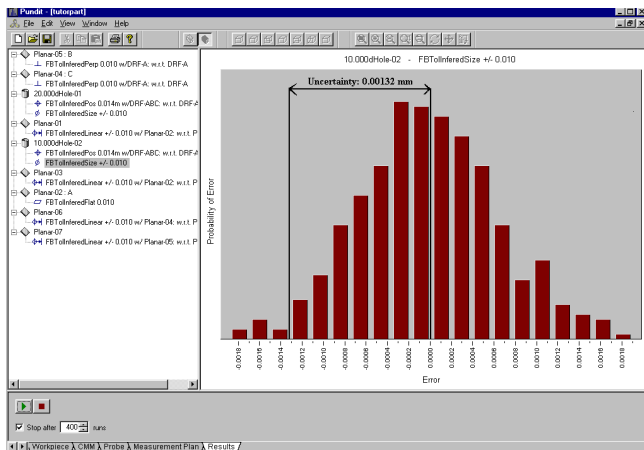 Pundit - [tutorpart]
File Edit View Window Help
Planar-05 : B
FBTolInferedPerp 0.010 w/DRF-A: w.r.t. DRF-A
Planar-04 : C
FBTolInferedPerp 0.010 w/DRF-A: w.r.t. DRF-A
20.000dHole-01
FBTolInferedPos 0.014m w/DRF-ABC: w.r.t. DRF-A
FBTolInferedSize +/- 0.010
Planar-01
FBTolInferedLinear +/- 0.010 w/ Planar-02: w.r.t. P
10.000dHole-02
FBTolInferedPos 0.014m w/DRF-ABC: w.r.t. DRF-A
FBTolInferedSize +/- 0.010
Planar-03
FBTolInferedLinear +/- 0.010 w/ Planar-02: w.r.t. P
Planar-02 : A
FBTolInferedFlat 0.010
Planar-06
FBTolInferedLinear +/- 0.010 w/ Planar-04: w.r.t. P
Planar-07
FBTolInferedLinear +/- 0.010 w/ Planar-05: w.r.t. P
10.000dHole-02 - FBTolInferedSize +/- 0.010
Uncertainty: 0.00132 mm
Probability of Error
-0.0018 -0.0016 -0.0014 -0.0012 -0.0010 -0.0008 -0.0006 -0.0004 -0.0002 0.0000 0.0002 0.0004 0.0006 0.0008 0.0010 0.0012 0.0014 0.0016 0.0018
Error
Stop after 400 runs
Workpiece CMM Probe Measurement Plan Results